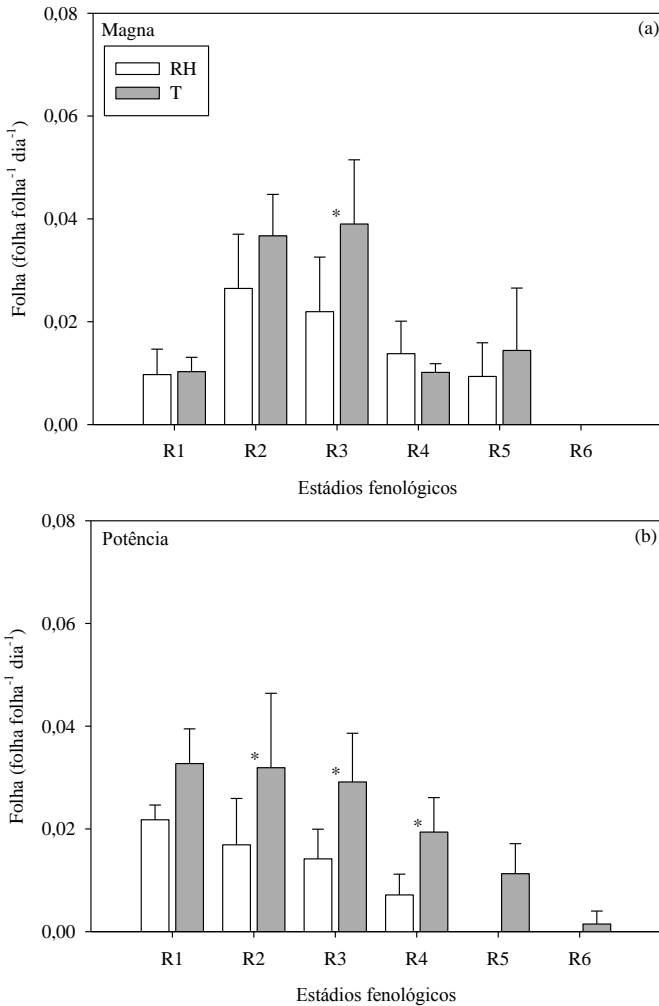 Magna
(a)
RH
T
0,08
0,06
0,04
0,02
0,00
Folha (folha folha⁻¹ dia⁻¹)
*
R1 R2 R3 R4 R5 R6
Estádios fenológicos
Potência
(b)
0,08
0,06
0,04
0,02
0,00
Folha (folha folha⁻¹ dia⁻¹)
* * *
R1 R2 R3 R4 R5 R6
Estádios fenológicos